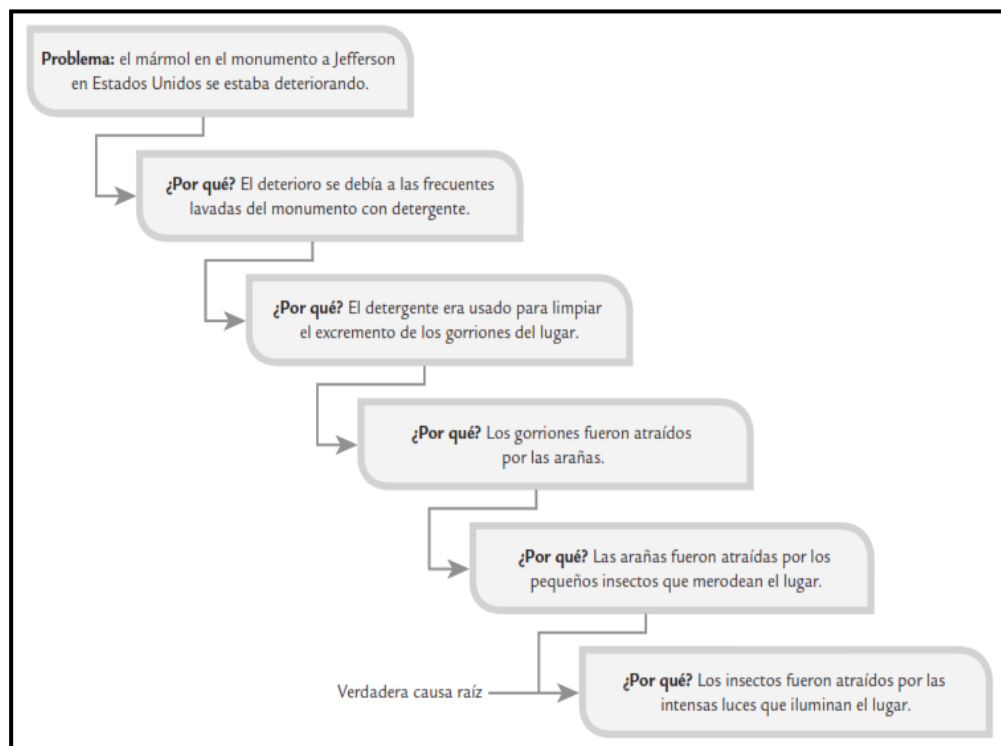 Problema: el mármol en el monumento a Jefferson
en Estados Unidos se estaba deteriorando.
¿Por qué? El deterioro se debía a las frecuentes
lavadas del monumento con detergente.
¿Por qué? El detergente era usado para limpiar
el excremento de los gorriones del lugar.
¿Por qué? Los gorriones fueron atraídos
por las arañas.
¿Por qué? Las arañas fueron atraídas por los
pequeños insectos que merodean el lugar.
Verdadera causa raíz
¿Por qué? Los insectos fueron atraídos por las
intensas luces que iluminan el lugar.